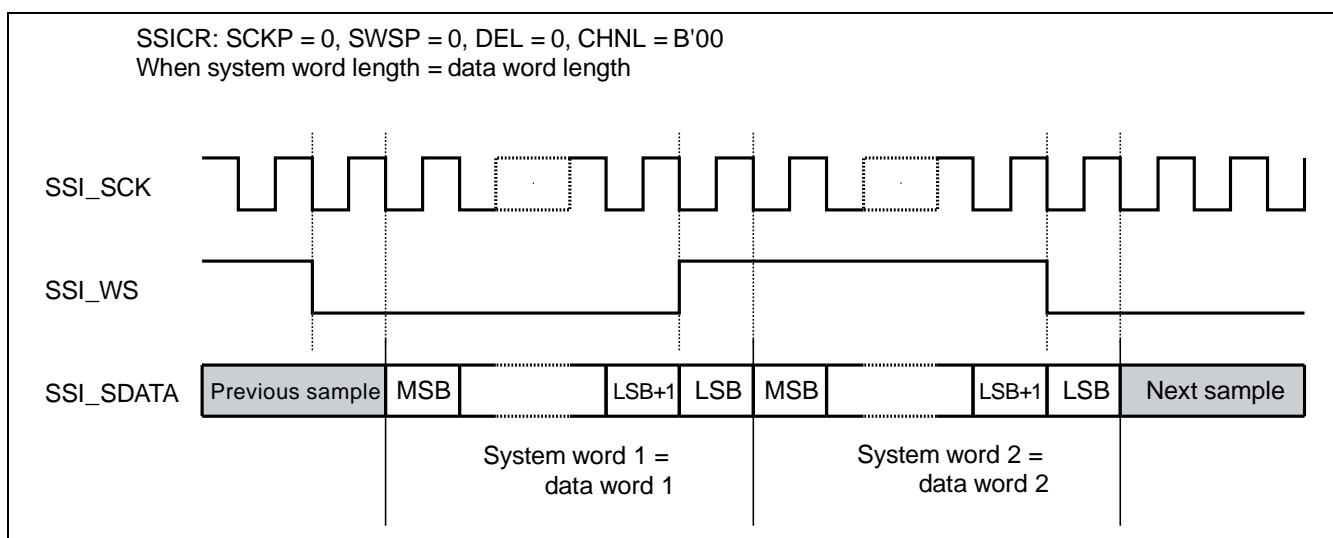 SSICR: SCKP = 0, SWSP = 0, DEL = 0, CHNL = B'00
When system word length = data word length
SSI_SCK
SSI_WS
SSI_SDATA
Previous sample
MSB
LSB+1
LSB
MSB
LSB+1
LSB
Next sample
System word 1 =
data word 1
System word 2 =
data word 2